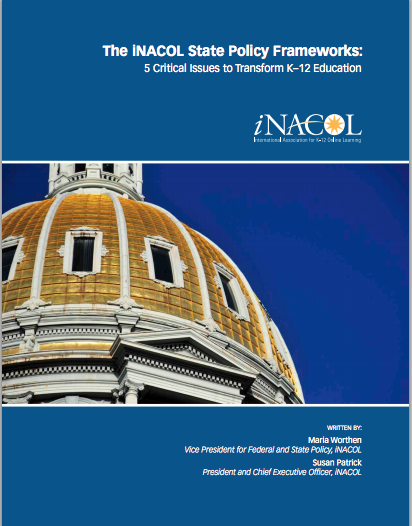 The iNACOL State Policy Frameworks:
5 Critical Issues to Transform K–12 Education
iNACOL
International Association for K–12 Online Learning
WRITTEN BY:
Maria Worthen
Vice President for Federal and State Policy, iNACOL
Susan Patrick
President and Chief Executive Officer, iNACOL